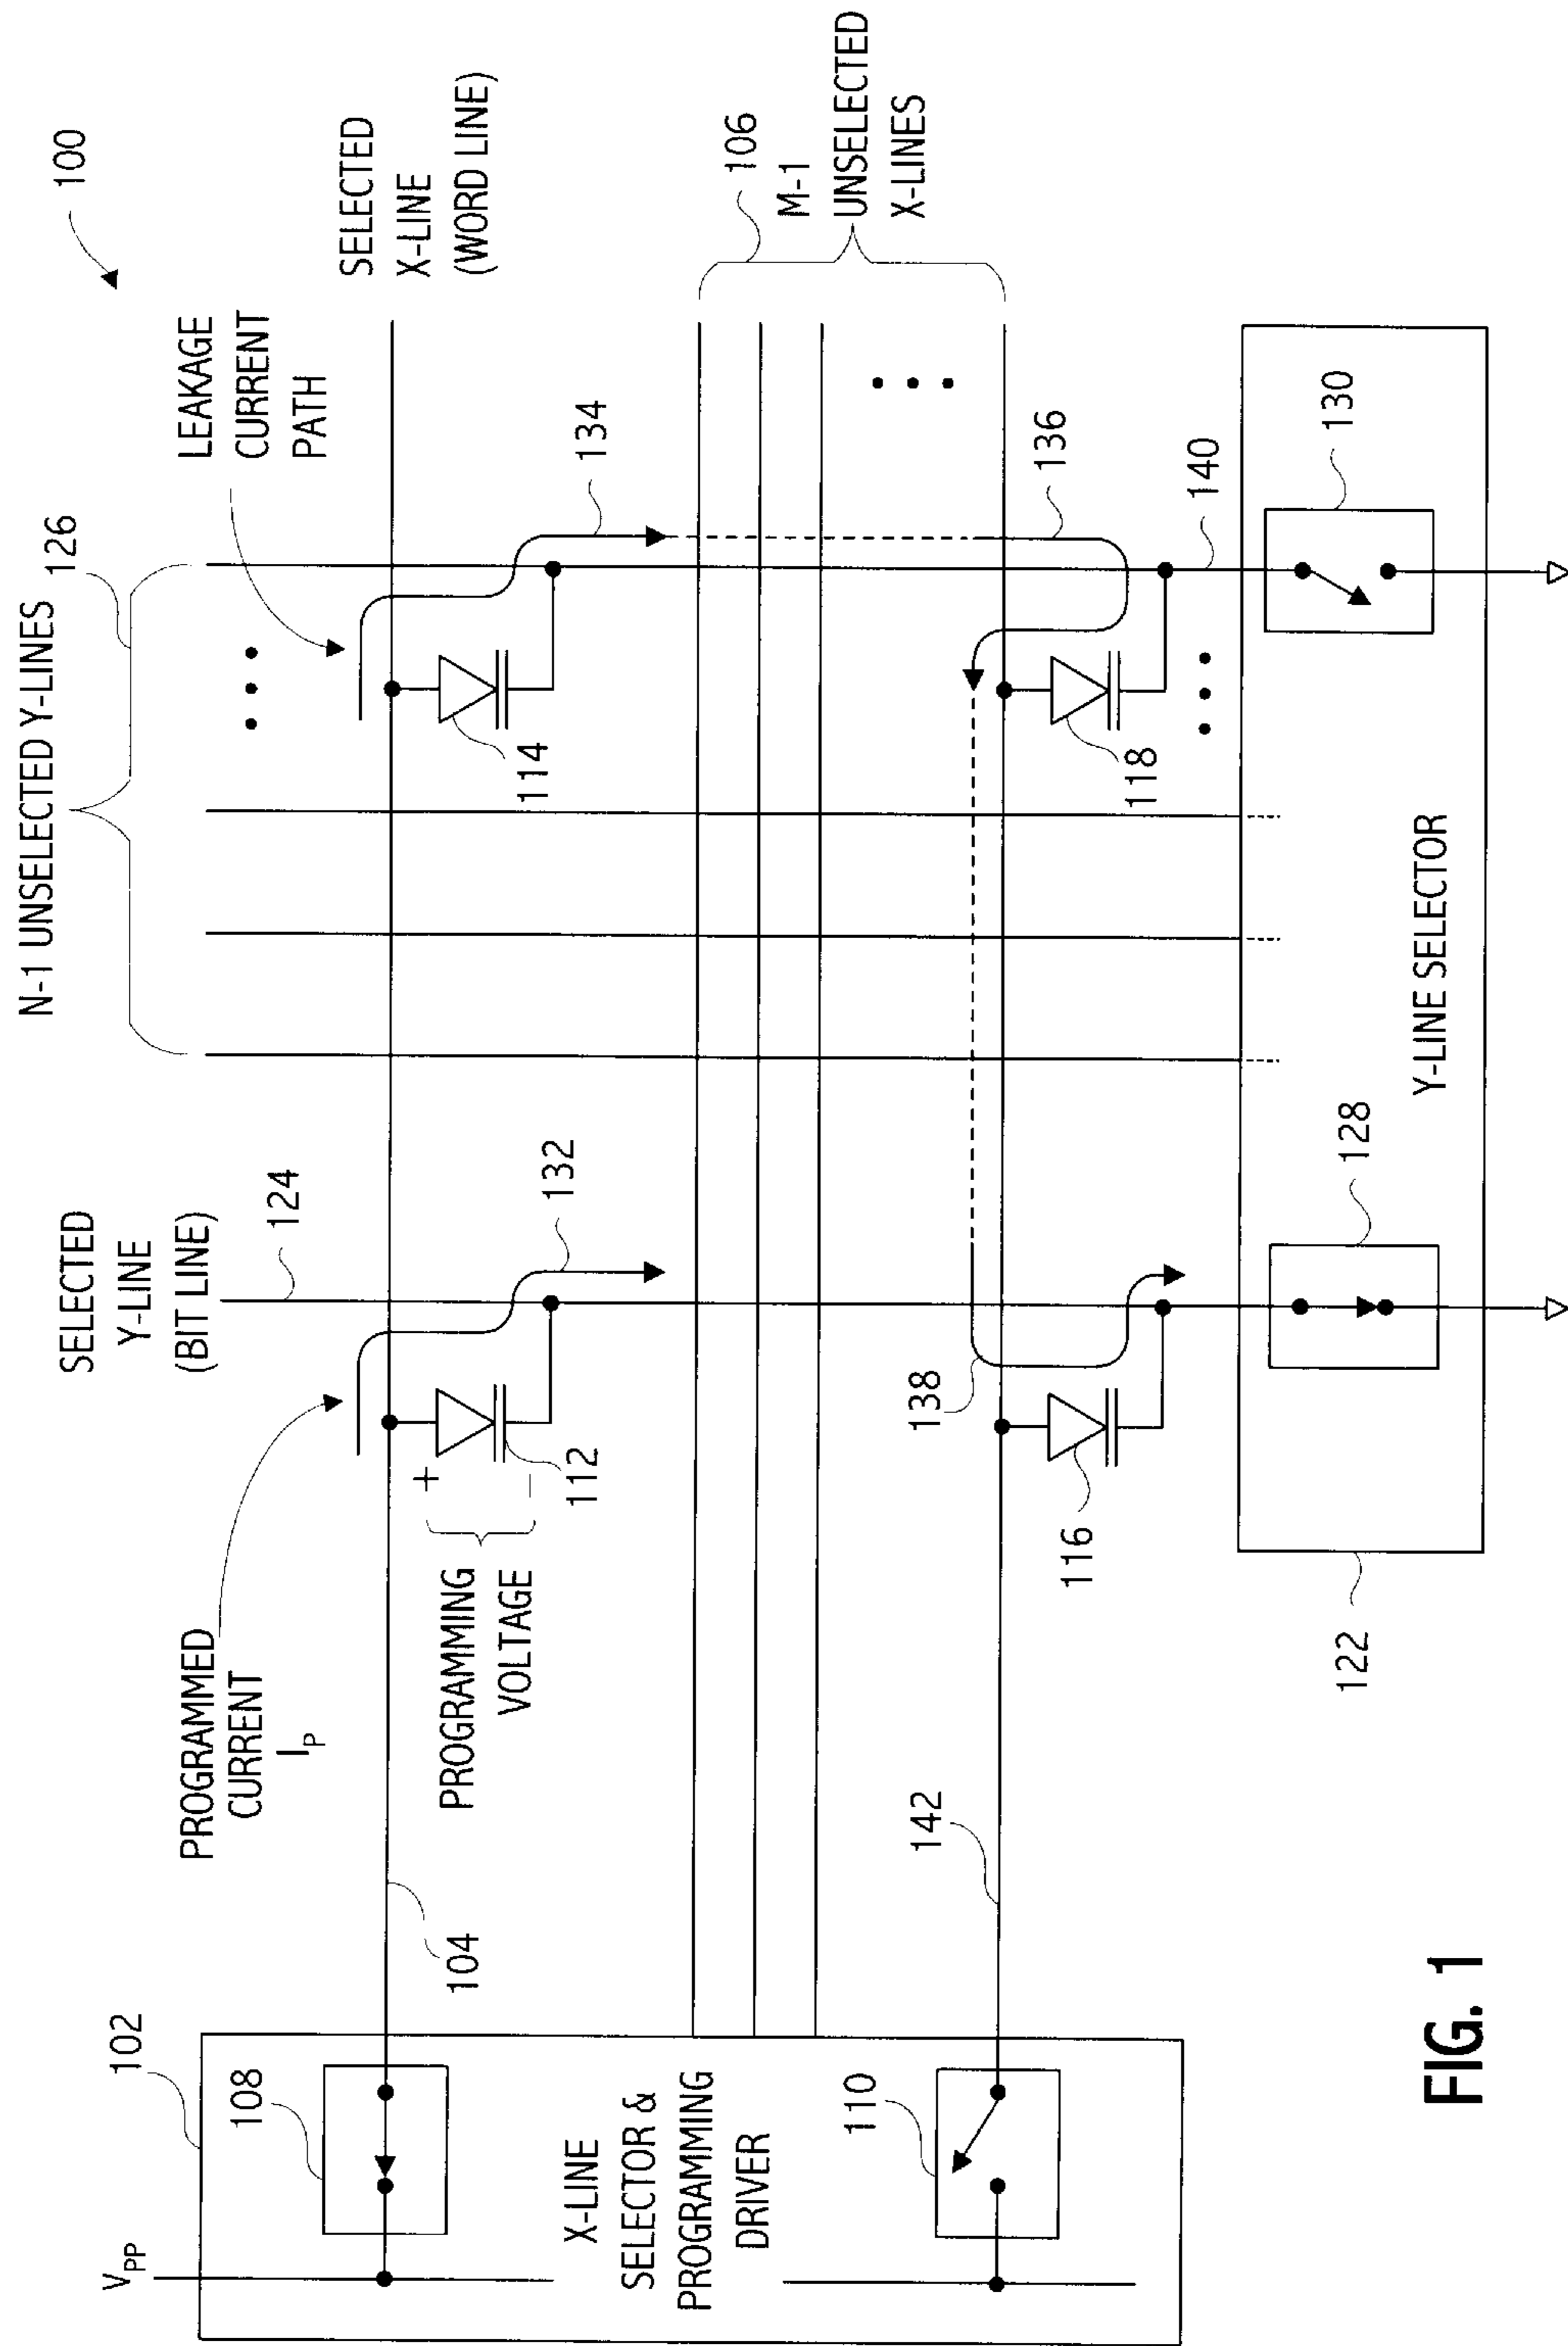 100
N-1 UNSELECTED Y-LINES
126
SELECTED
Y-LINE
(BIT LINE)
124
LEAKAGE
CURRENT
PATH
PROGRAMMED
CURRENT
IP
SELECTED
X-LINE
(WORD LINE)
VPP
102
108
104
+
−
PROGRAMMING
VOLTAGE
112
132
114
134
106
M-1
UNSELECTED
X-LINES
X-LINE
SELECTOR &
PROGRAMMING
DRIVER
110
142
138
116
118
136
140
122
128
130
Y-LINE SELECTOR
FIG. 1